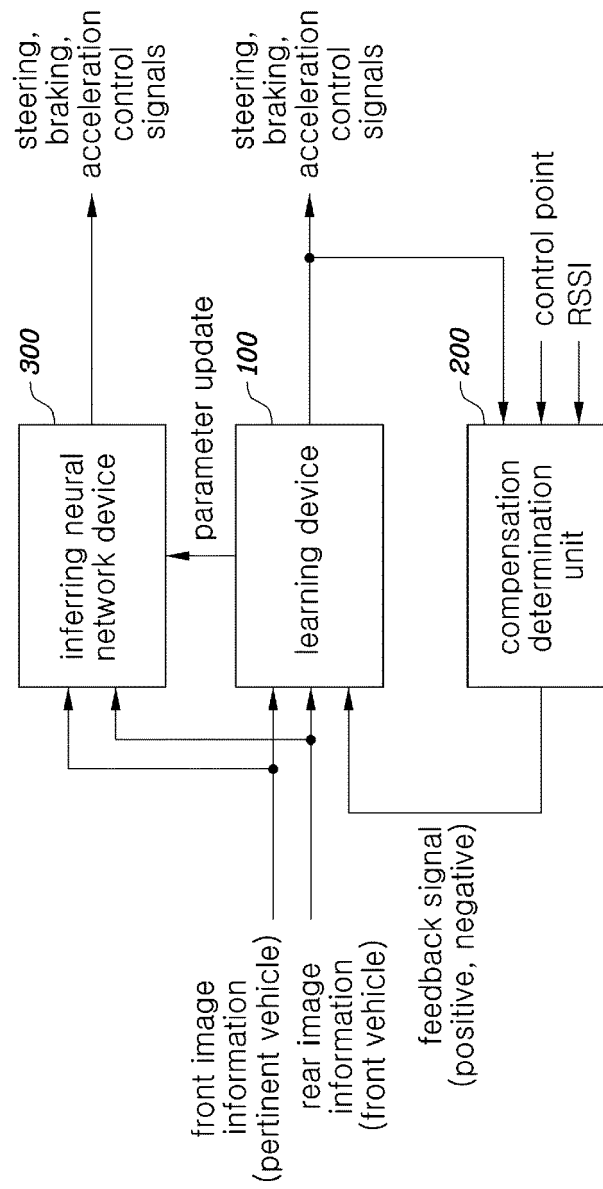 steering,
braking,
acceleration
control
signals
steering,
braking,
acceleration
control
signals
300
inferring neural
network device
parameter update
100
learning device
control point
RSSI
200
compensation
determination
unit
front image
information
(pertinent vehicle)
rear image
information
(front vehicle)
feedback signal
(positive, negative)